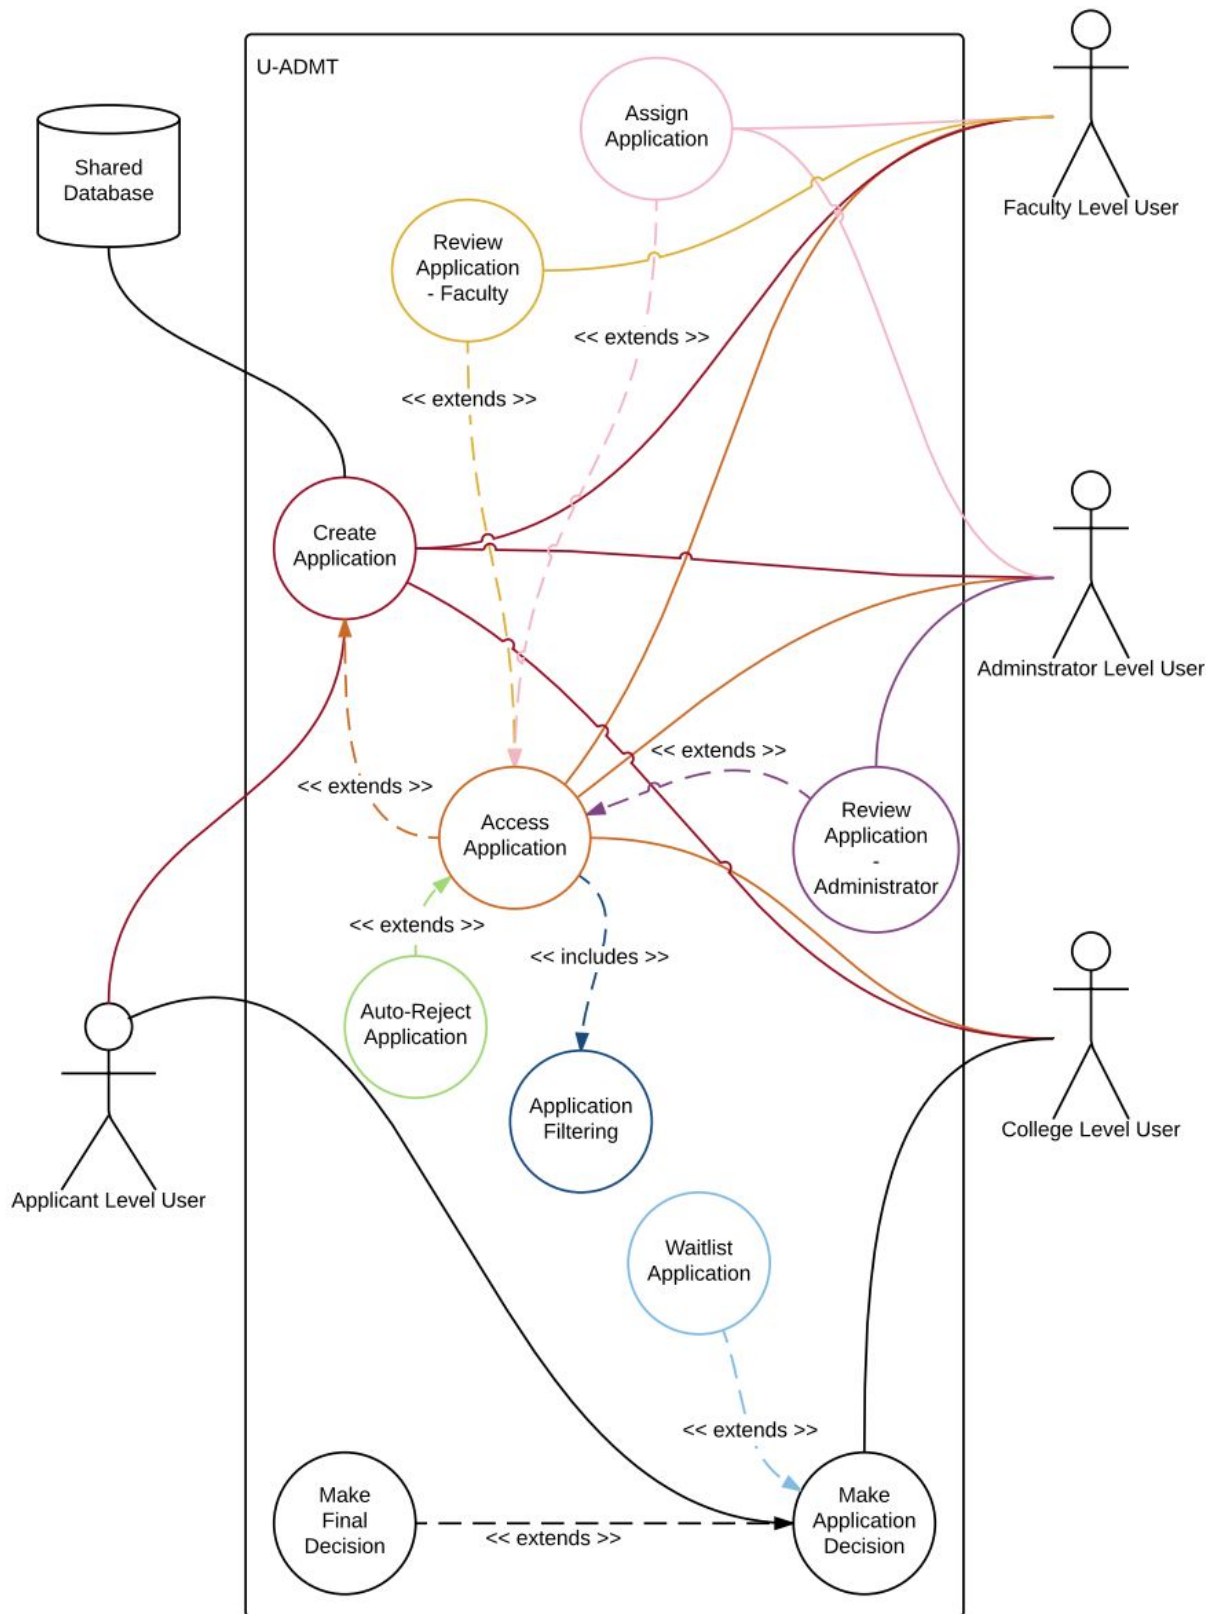 U-ADMT
Assign
Application
Shared
Database
Faculty Level User
Review
Application
- Faculty
<< extends >>
<< extends >>
Create
Application
Adminstrator Level User
<< extends >>
<< extends >>
Access
Application
Review
Application
-
Administrator
<< extends >>
<< includes >>
Auto-Reject
Application
Application
Filtering
College Level User
Applicant Level User
Waitlist
Application
<< extends >>
Make
Final
Decision
<< extends >>
Make
Application
Decision